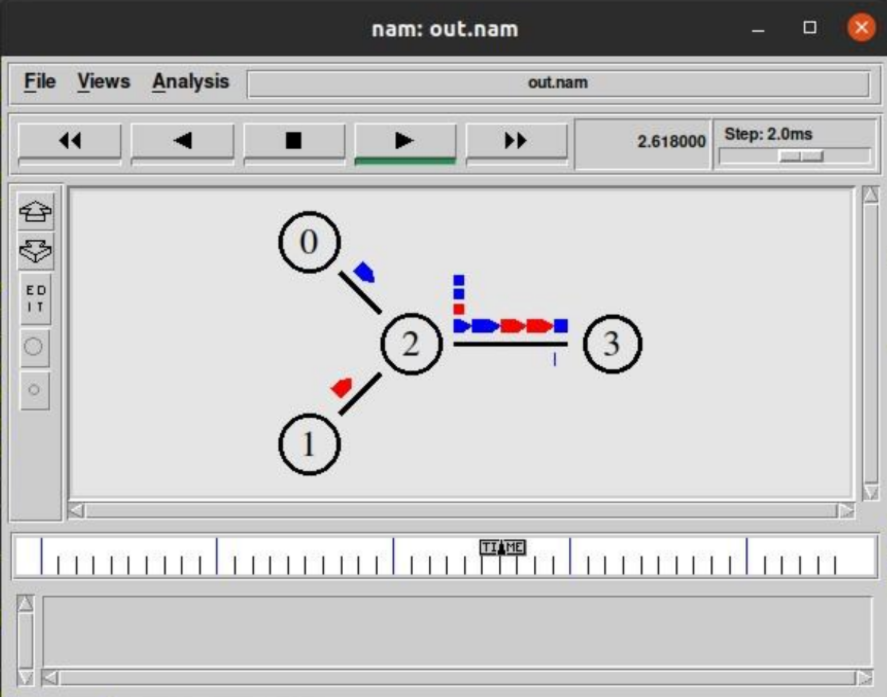 nam: out.nam
File Views Analysis out.nam
2.618000 Step: 2.0ms
ED
IT
0
2 3
1
TIME